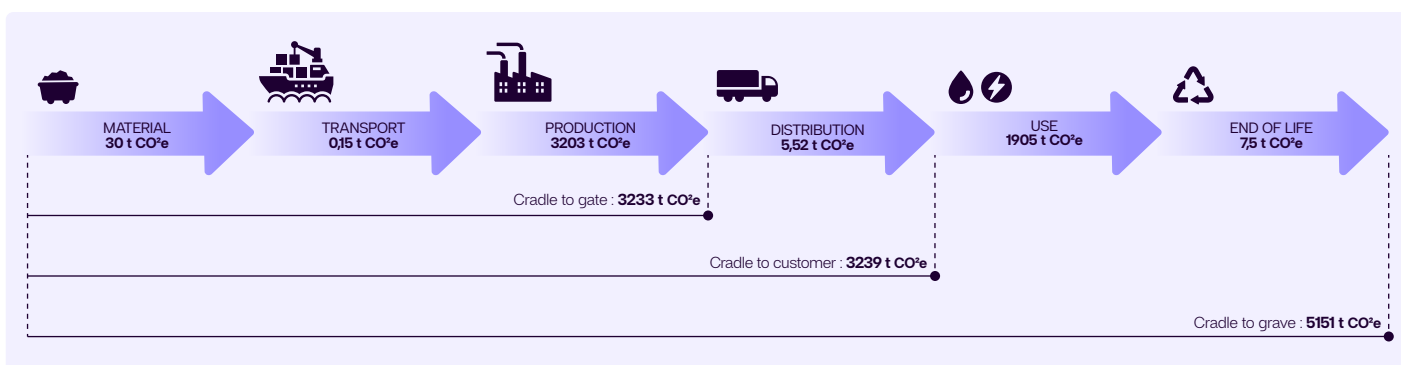 MATERIAL
30 t CO²e
TRANSPORT
0,15 t CO²e
PRODUCTION
3203 t CO²e
DISTRIBUTION
5,52 t CO²e
USE
1905 t CO²e
END OF LIFE
7,5 t CO²e
Cradle to gate : 3233 t CO²e
Cradle to customer : 3239 t CO²e
Cradle to grave : 5151 t CO²e